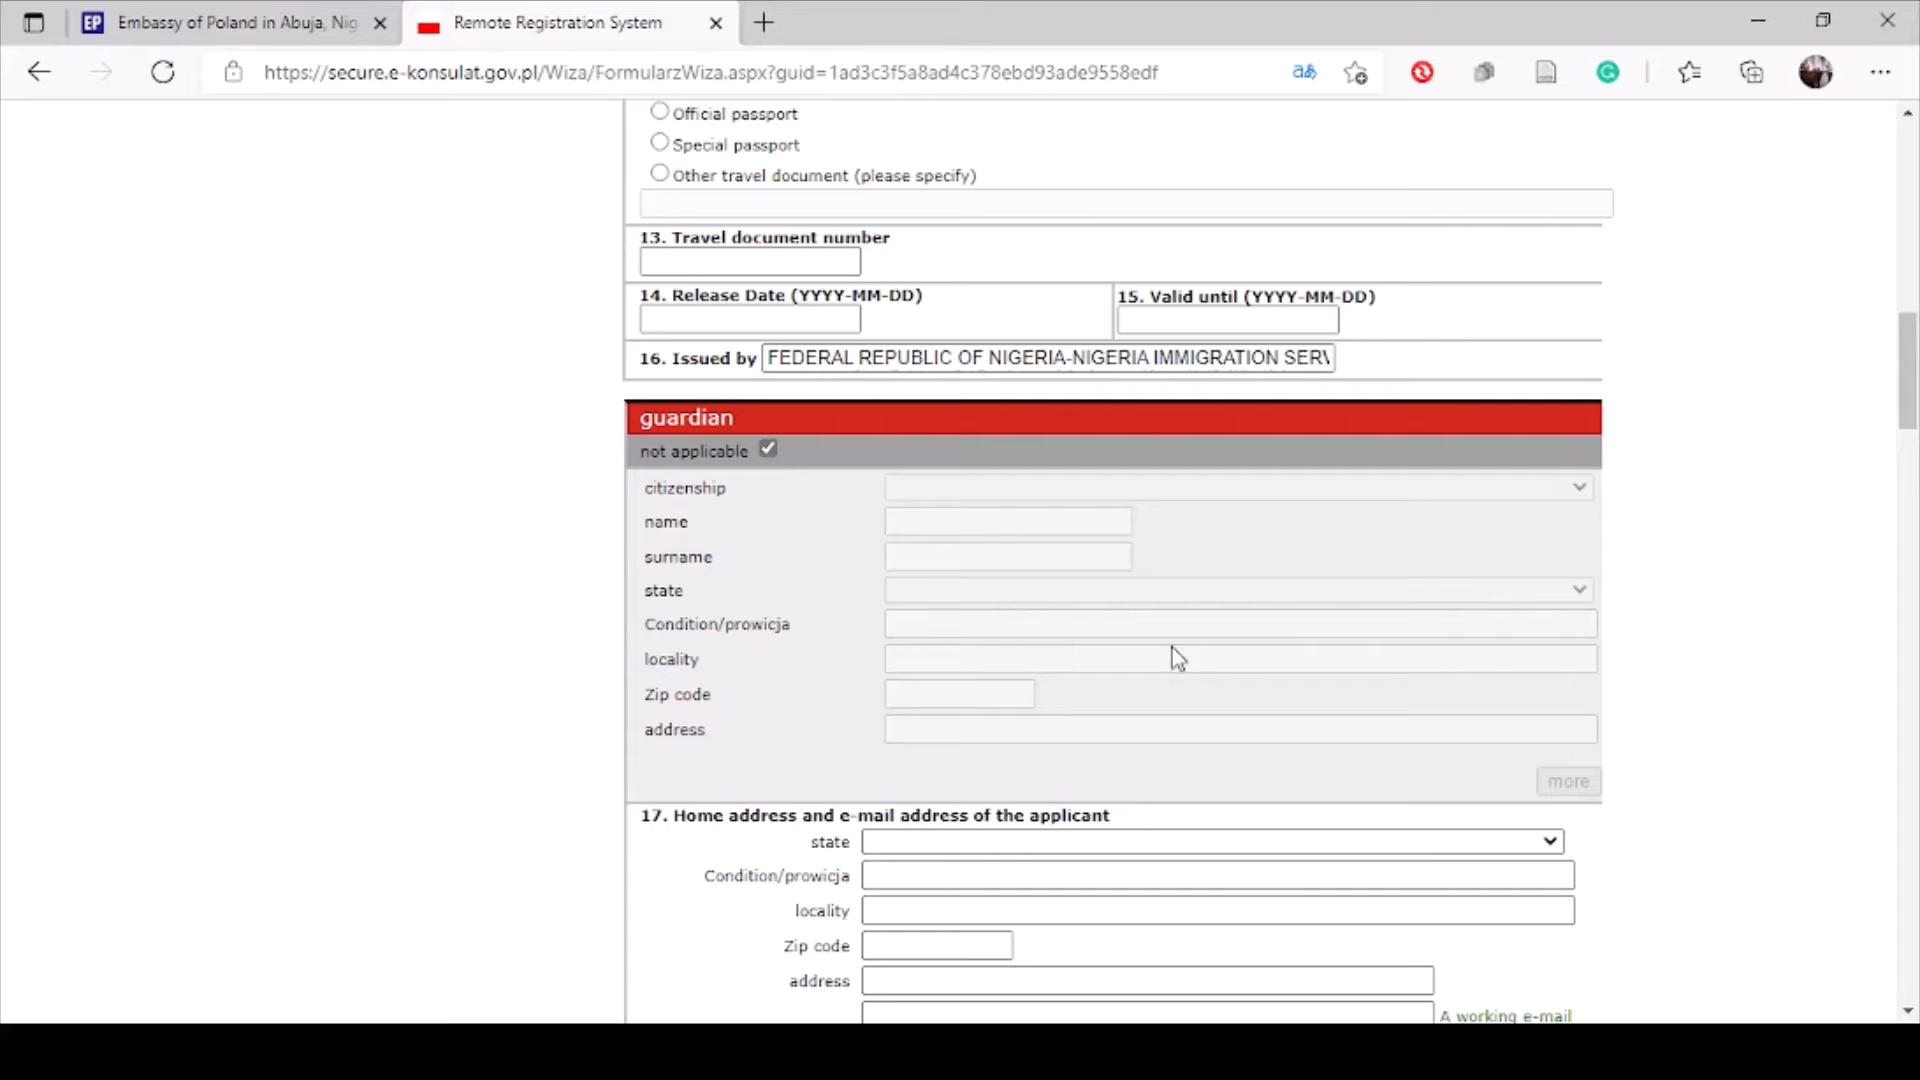 EP Embassy of Poland in Abuja, Nig
Remote Registration System
https://secure.e-konsulat.gov.pl/Wiza/FormularzWiza.aspx?guid=1ad3c3f5a8ad4c378ebd93ade9558edf
Official passport
Special passport
Other travel document (please specify)
13. Travel document number
14. Release Date (YYYY-MM-DD)
15. Valid until (YYYY-MM-DD)
16. Issued by FEDERAL REPUBLIC OF NIGERIA-NIGERIA IMMIGRATION SERV
guardian
not applicable
citizenship
name
surname
state
Condition/prowicja
locality
Zip code
address
more
17. Home address and e-mail address of the applicant
state
Condition/prowicja
locality
Zip code
address
A working e-mail